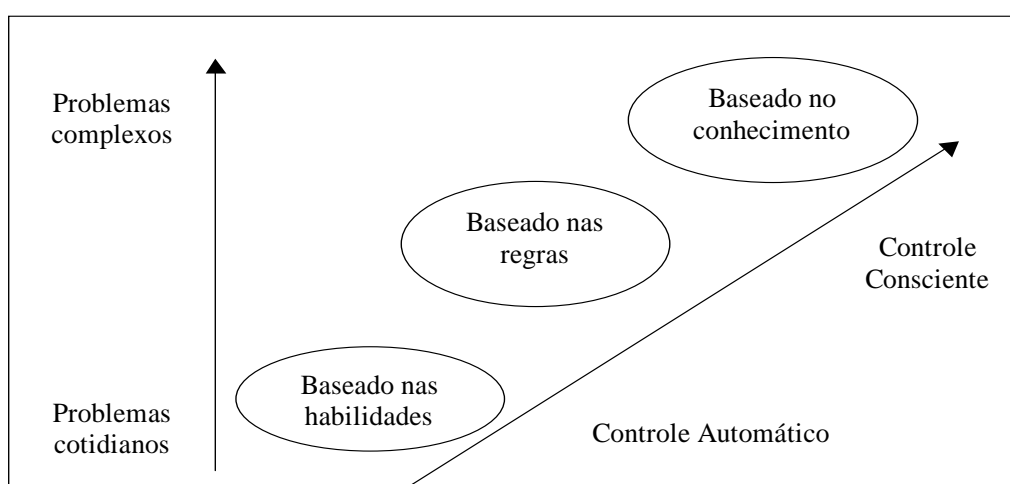 Problemas
complexos
Baseado no
conhecimento
Baseado nas
regras
Controle
Consciente
Baseado nas
habilidades
Problemas
cotidianos
Controle Automático